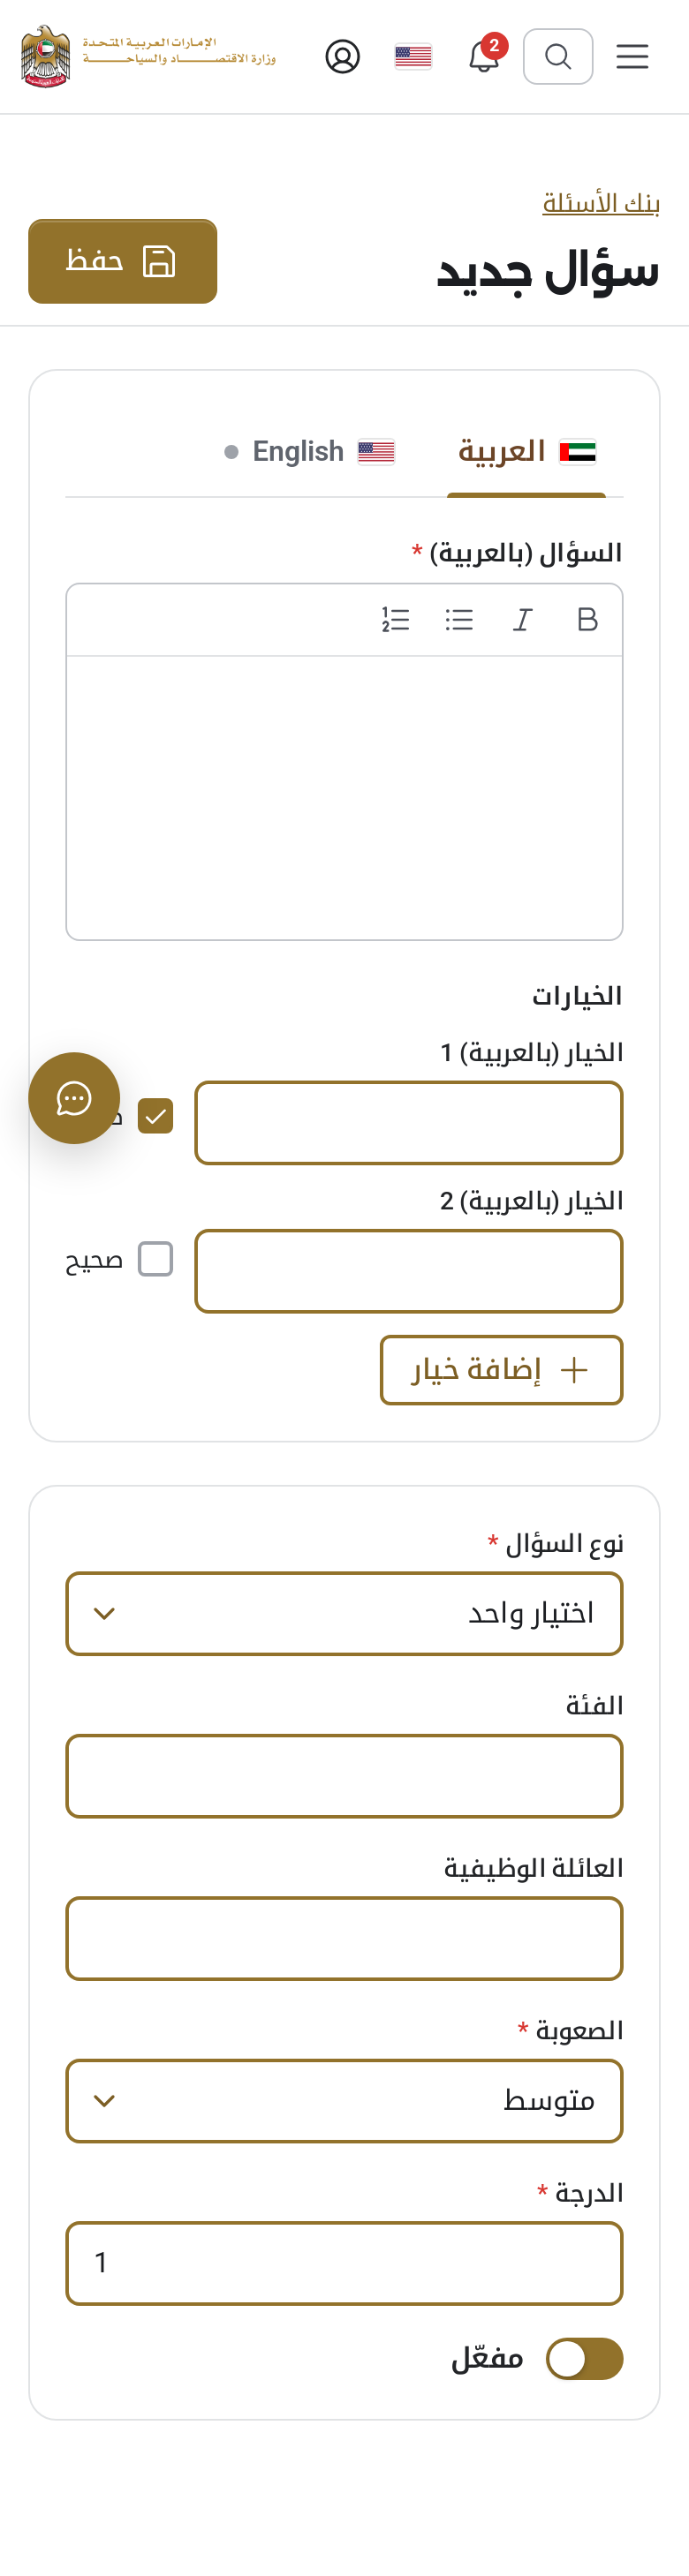 الإمارات العربية المتحدة
وزارة الاقتصاد والسياحة
2
بنك الأسئلة
سؤال جديد
حفظ
العربية
English
السؤال (بالعربية) *
الخيارات
الخيار (بالعربية) 1
الخيار (بالعربية) 2
صحيح
إضافة خيار
نوع السؤال *
اختيار واحد
الفئة
العائلة الوظيفية
الصعوبة *
متوسط
الدرجة *
1
مفعّل